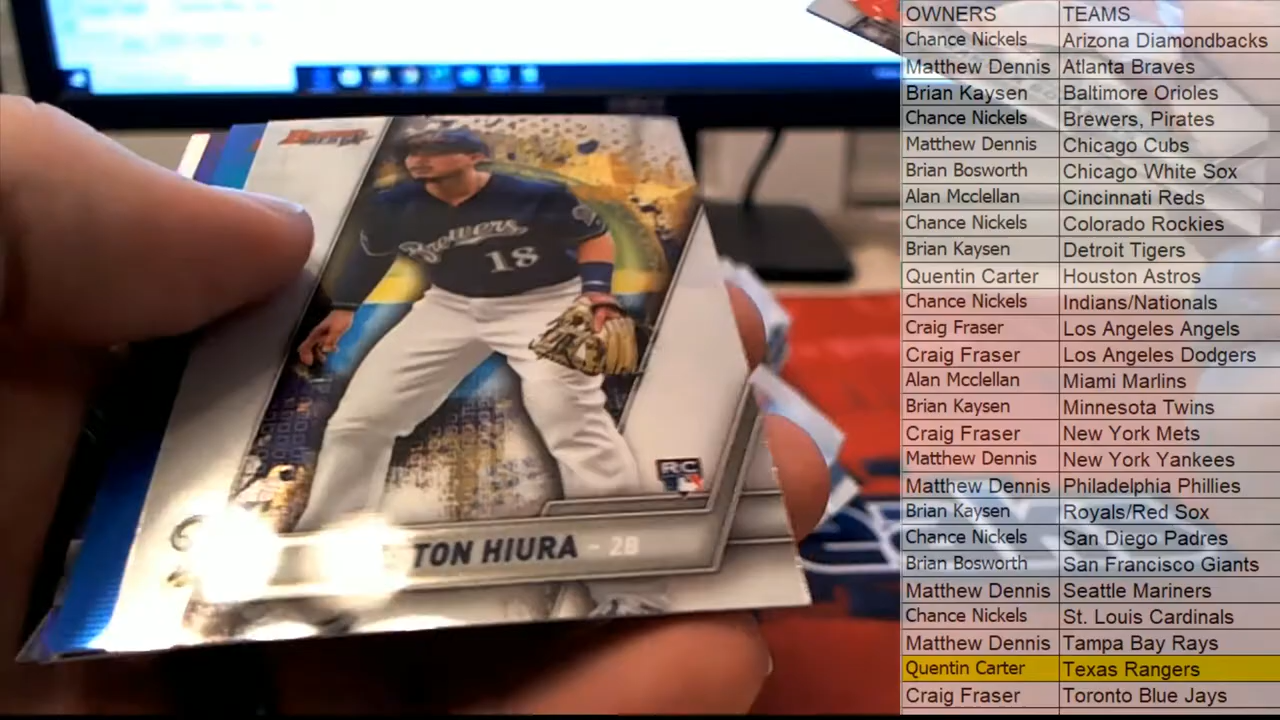 Brewers
18
RC
TON HIURA - 2B
OWNERS TEAMS
Chance Nickels Arizona Diamondbacks
Matthew Dennis Atlanta Braves
Brian Kaysen Baltimore Orioles
Chance Nickels Brewers, Pirates
Matthew Dennis Chicago Cubs
Brian Bosworth Chicago White Sox
Alan Mcclellan Cincinnati Reds
Chance Nickels Colorado Rockies
Brian Kaysen Detroit Tigers
Quentin Carter Houston Astros
Chance Nickels Indians/Nationals
Craig Fraser Los Angeles Angels
Craig Fraser Los Angeles Dodgers
Alan Mcclellan Miami Marlins
Brian Kaysen Minnesota Twins
Craig Fraser New York Mets
Matthew Dennis New York Yankees
Matthew Dennis Philadelphia Phillies
Brian Kaysen Royals/Red Sox
Chance Nickels San Diego Padres
Brian Bosworth San Francisco Giants
Matthew Dennis Seattle Mariners
Chance Nickels St. Louis Cardinals
Matthew Dennis Tampa Bay Rays
Quentin Carter Texas Rangers
Craig Fraser Toronto Blue Jays